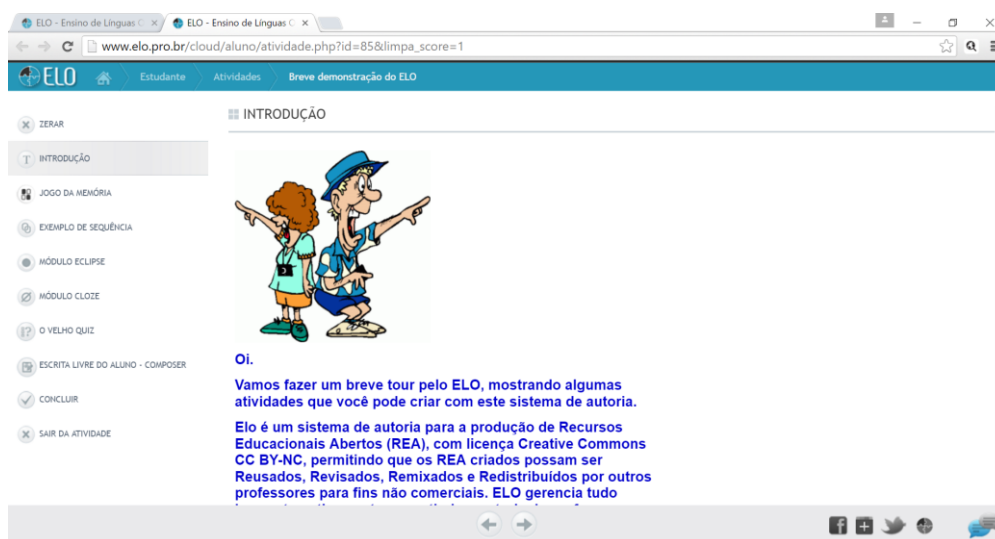 ELO - Ensino de Línguas
ELO - Ensino de Línguas
www.elo.pro.br/cloud/aluno/atividade.php?id=85&limpa_score=1
ELO
Estudante
Atividades
Breve demonstração do ELO
ZERAR
INTRODUÇÃO
JOGO DA MEMÓRIA
EXEMPLO DE SEQUÊNCIA
MÓDULO ECLIPSE
MÓDULO CLOZE
O VELHO QUIZ
ESCRITA LIVRE DO ALUNO - COMPOSER
CONCLUIR
SAIR DA ATIVIDADE
INTRODUÇÃO
Oi.
Vamos fazer um breve tour pelo ELO, mostrando algumas
atividades que você pode criar com este sistema de autoria.
Elo é um sistema de autoria para a produção de Recursos
Educacionais Abertos (REA), com licença Creative Commons
CC BY-NC, permitindo que os REA criados possam ser
Reusados, Revisados, Remixados e Redistribuídos por outros
professores para fins não comerciais. ELO gerencia tudo